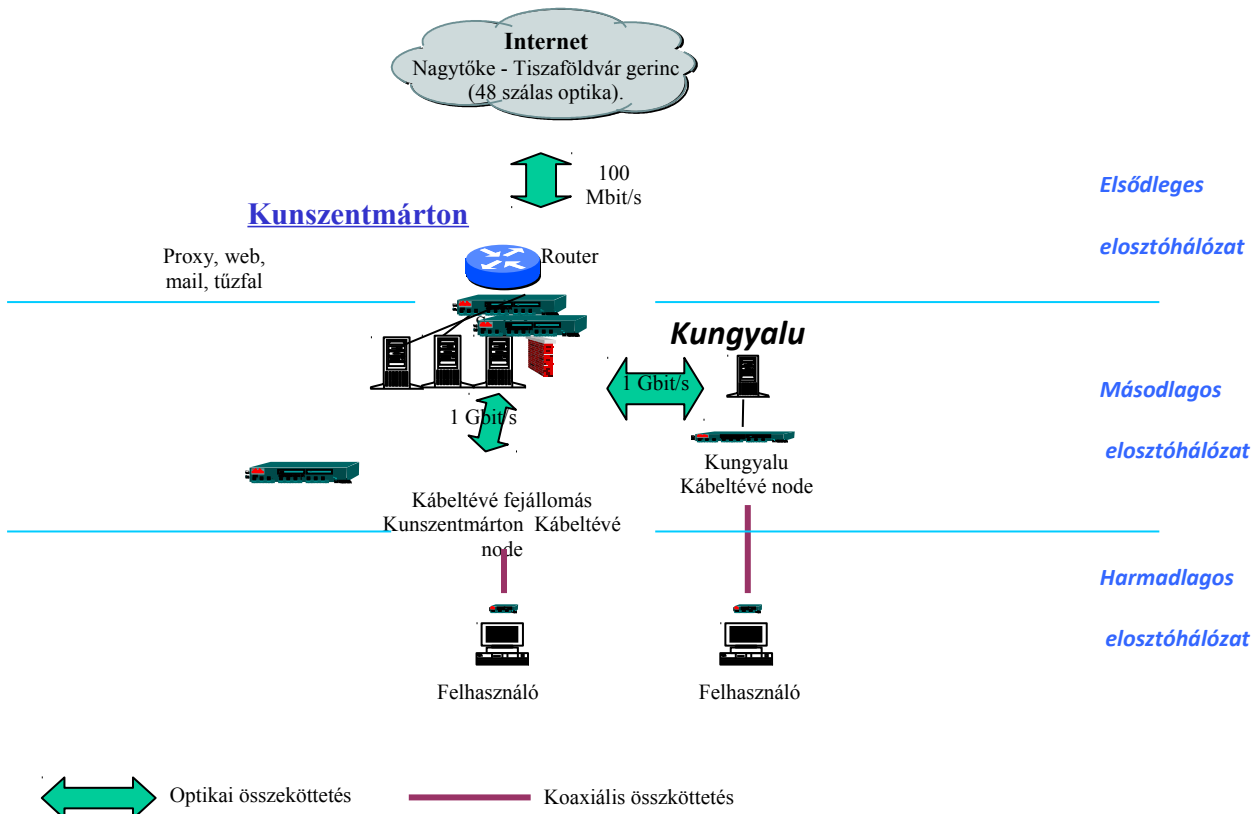 Internet
Nagytőke - Tiszaföldvár gerinc
(48 szálas optika).
100
Mbit/s
Elsődleges
elosztóhálózat
Kunszentmárton
Proxy, web,
mail, tűzfal
Router
Kungyalu
1 Gbit/s
Másodlagos
elosztóhálózat
1 Gbit/s
Kungyalu
Kábeltévé node
Kábeltévé fejállomás
Kunszentmárton Kábeltévé
node
Harmadlagos
elosztóhálózat
Felhasználó
Felhasználó
Optikai összeköttetés
Koaxiális összköttetés